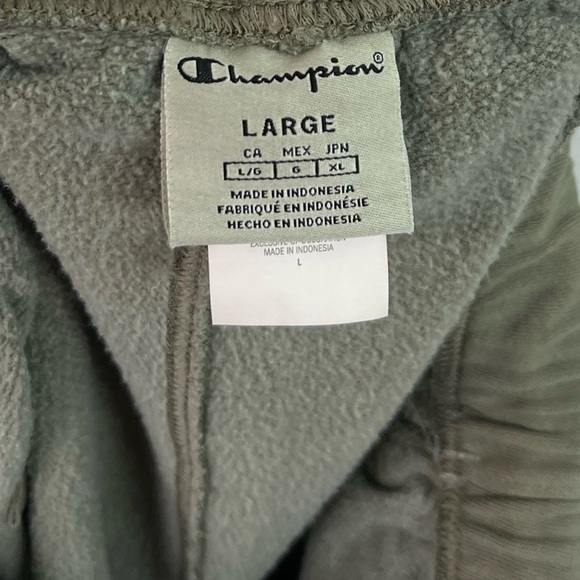 Champion®
LARGE
CA MEX JPN
L/G G XL
MADE IN INDONESIA
FABRIQUÉ EN INDONÉSIE
HECHO EN INDONESIA
MADE IN INDONESIA
L